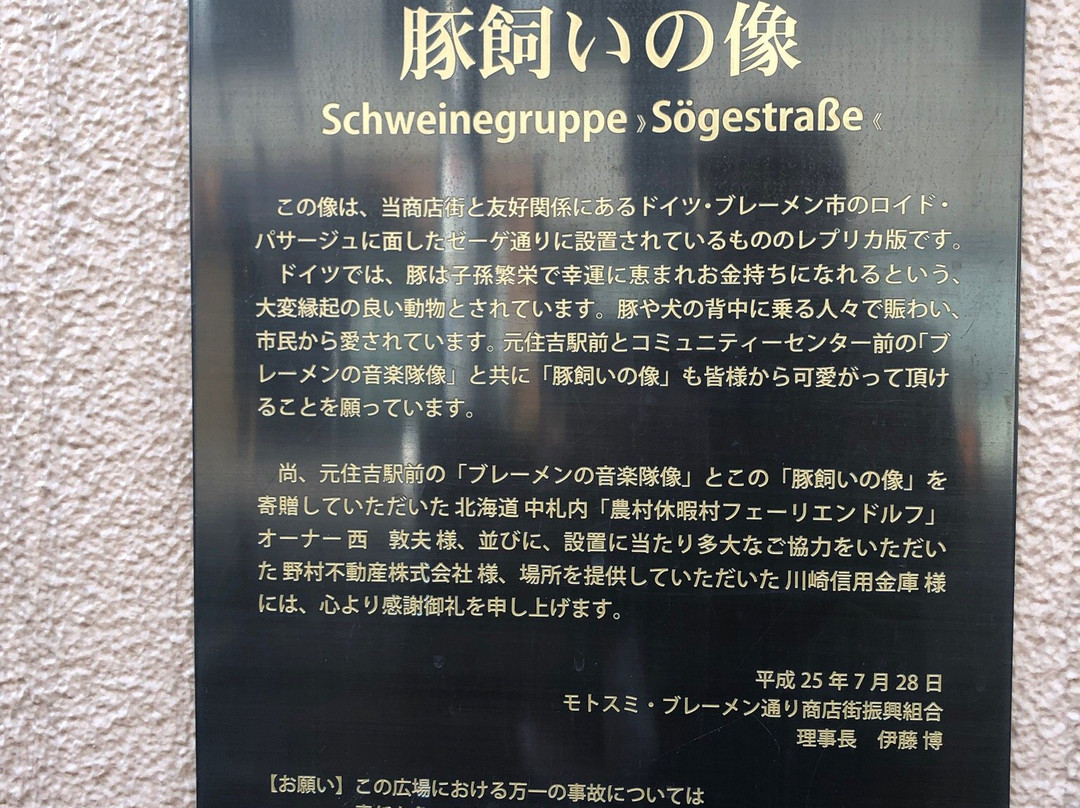 豚飼いの像
Schweinegruppe 》Sögestraße《
この像は、当商店街と友好関係にあるドイツ･ブレーメン市のロイド・
パサージュに面したゼーゲ通りに設置されているもののレプリカ版です。
ドイツでは、豚は子孫繁栄で幸運に恵まれお金持ちになれるという、
大変縁起の良い動物とされています。豚や犬の背中に乗る人々で賑わい、
市民から愛されています。元住吉駅前とコミュニティーセンター前の「ブ
レーメンの音楽隊像」と共に「豚飼いの像」も皆様から可愛がって頂け
ることを願っています。
尚、元住吉駅前の「ブレーメンの音楽隊像」とこの「豚飼いの像」を
寄贈していただいた 北海道 中札内「農村休暇村フェーリエンドルフ」
オーナー 西　敦夫 様、並びに、設置に当たり多大なご協力をいただい
た 野村不動産株式会社 様、場所を提供していただいた 川崎信用金庫 様
には、心より感謝御礼を申し上げます。
平成 25 年 7 月 28 日
モトスミ・ブレーメン通り商店街振興組合
理事長　伊藤 博
【お願い】この広場における万一の事故については